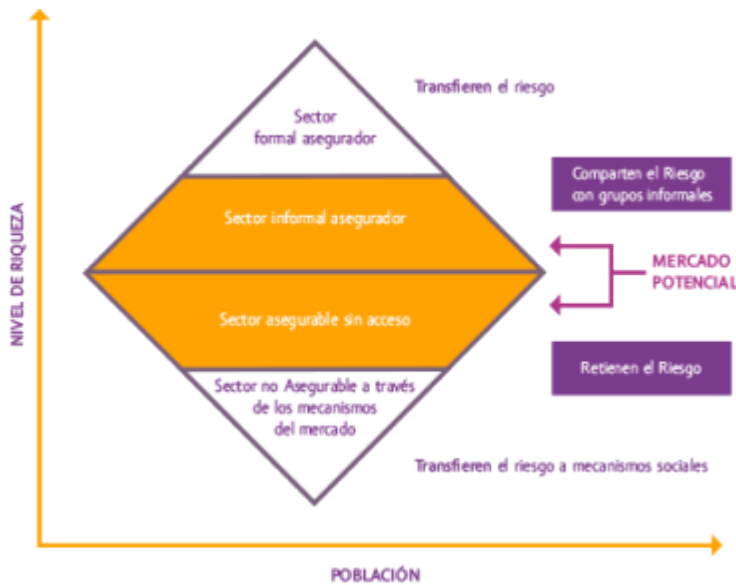 Transfieren el riesgo
Sector
formal asegurador
Comparten el Riesgo
con grupos informales
Sector informal asegurador
MERCADO
POTENCIAL
Sector asegurable sin acceso
Retienen el Riesgo
Sector no Asegurable a través
de los mecanismos
del mercado
Transfieren el riesgo a mecanismos sociales
NIVEL DE RIQUEZA
POBLACIÓN